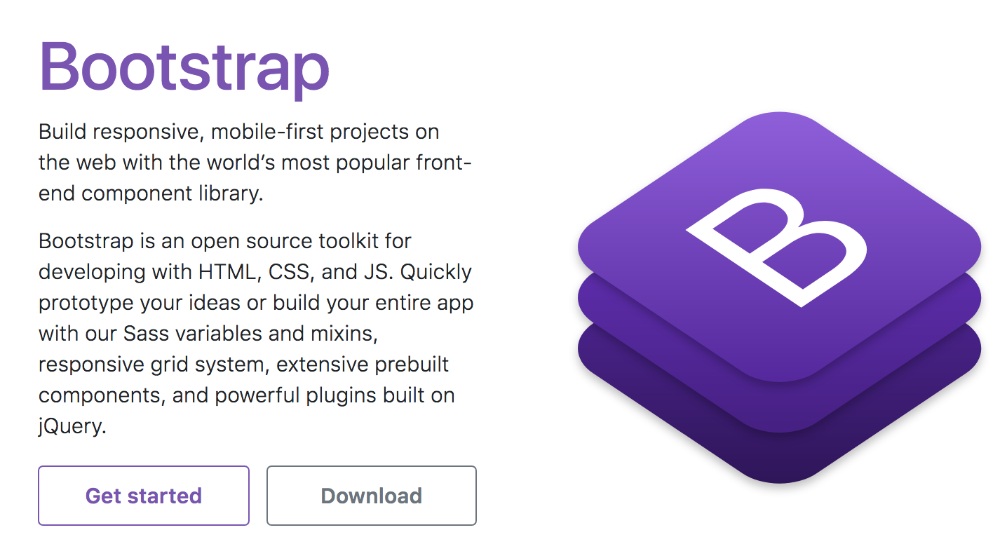 Bootstrap
Build responsive, mobile-first projects on
the web with the world’s most popular front-
end component library.
Bootstrap is an open source toolkit for
developing with HTML, CSS, and JS. Quickly
prototype your ideas or build your entire app
with our Sass variables and mixins,
responsive grid system, extensive prebuilt
components, and powerful plugins built on
jQuery.
Get started
Download
B